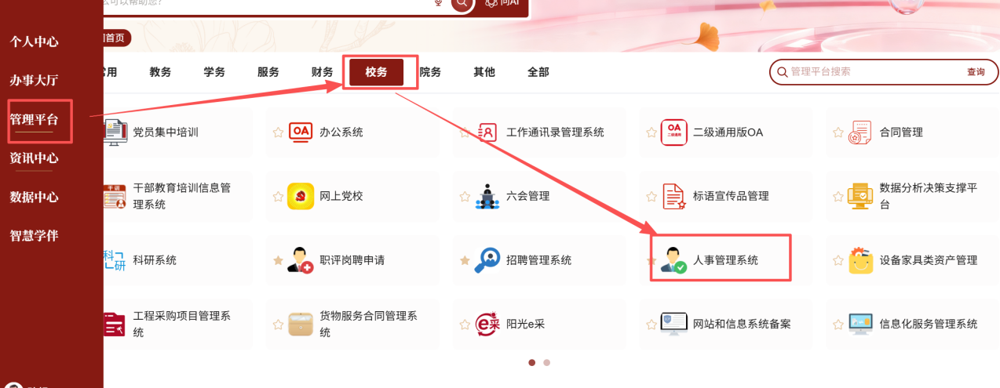 么可以帮助您?
问AI
个人中心
办事大厅
管理平台
资讯中心
数据中心
智慧学伴
首页
常用
教务
学务
服务
财务
校务
院务
其他
全部
管理平台搜索
查询
党员集中培训
OA
办公系统
工作通讯录管理系统
OA
二级通用
二级通用版OA
合同管理
干训
干部教育培训信息管
理系统
网上党校
六会管理
标语宣传品管理
数据分析决策支撑平
台
科
研
科研系统
职评岗聘申请
招聘管理系统
人事管理系统
设备家具类资产管理
工程采购项目管理系
统
货物服务合同管理系
统
e采
阳光e采
网站和信息系统备案
信息化服务管理系统